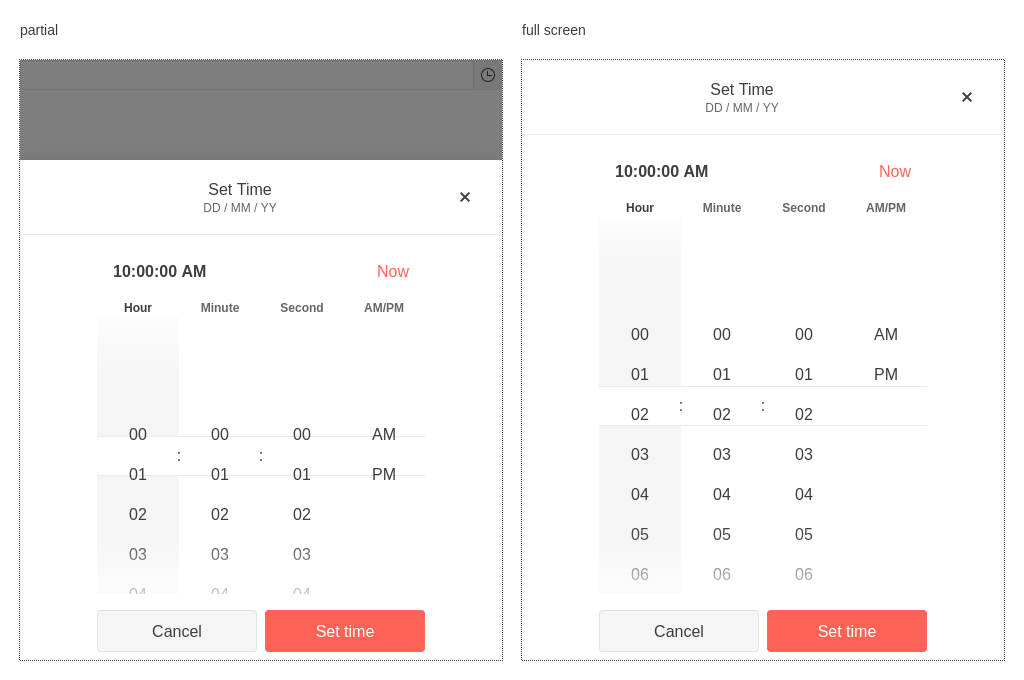 partial
Set Time
DD / MM / YY
10:00:00 AM Now
Hour Minute Second AM/PM
00 00 00 AM
: :
01 01 01 PM
02 02 02
03 03 03
04 04 04
Cancel Set time
full screen
Set Time
DD / MM / YY
10:00:00 AM Now
Hour Minute Second AM/PM
00 00 00 AM
01 01 01 PM
: :
02 02 02
03 03 03
04 04 04
05 05 05
06 06 06
Cancel Set time